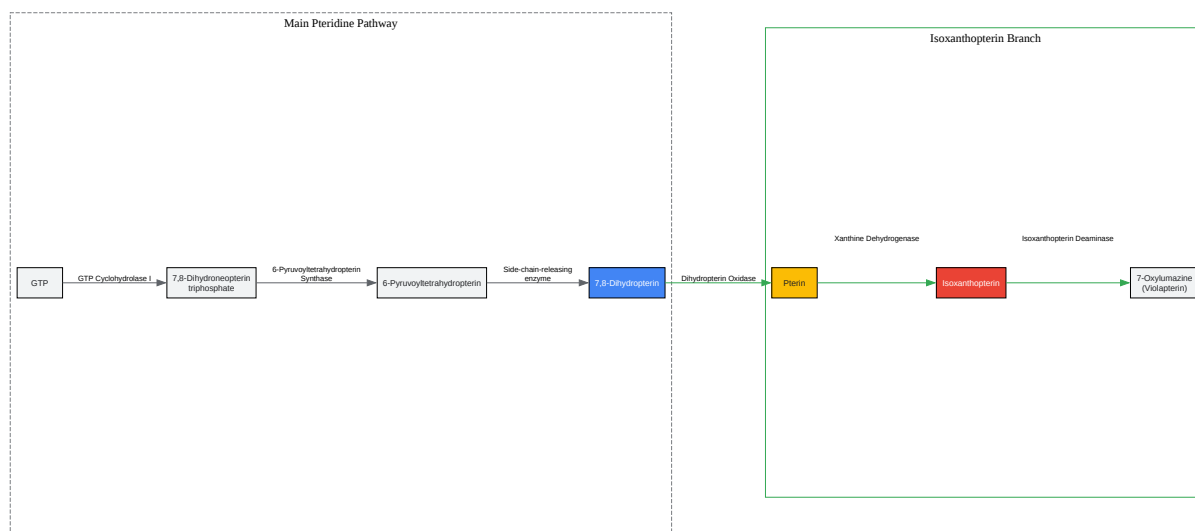 Main Pteridine Pathway
Isoxanthopterin Branch
GTP
GTP Cyclohydrolase I
7,8-Dihydroneopterin
triphosphate
6-Pyruvoyltetrahydropterin
Synthase
6-Pyruvoyltetrahydropterin
Side-chain-releasing
enzyme
7,8-Dihydropterin
Dihydropterin Oxidase
Pterin
Xanthine Dehydrogenase
Isoxanthopterin
Isoxanthopterin Deaminase
7-Oxylumazine
(Violapterin)